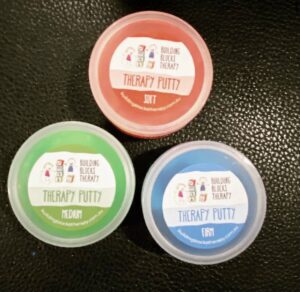 BUILDING
BLOCKS
THERAPY
THERAPY PUTTY
SOFT
BUILDING
BLOCKS
THERAPY
THERAPY PUTTY
MEDIUM
BUILDING
BLOCKS
THERAPY
THERAPY PUTTY
FIRM